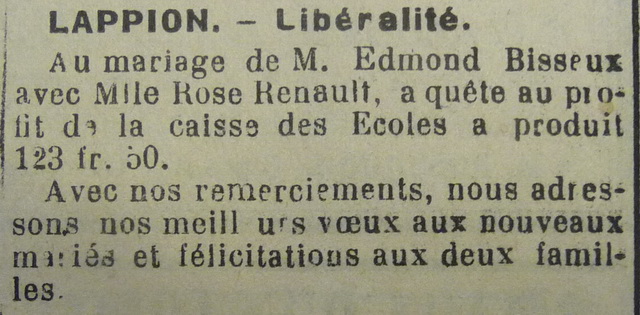 LAPPION. – Libéralité.
Au mariage de M. Edmond Bisseux
avec Mlle Rose Renault, a quête au pro-
fit de la caisse des Ecoles a produit
123 fr. 50.
Avec nos remerciements, nous adres-
sons nos meill urs vœux aux nouveaux
mariés et félicitations aux deux famil-
les.